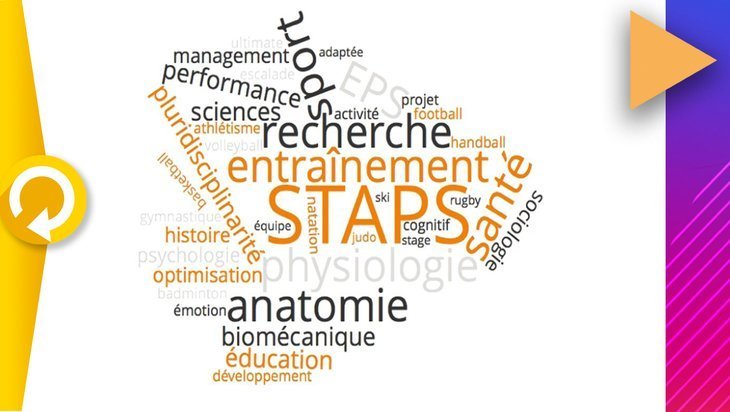 ultimate
sport
management
adaptée
escalade
EPS
performance
projet
pluridisciplinarité
sciences
activité
football
athlétisme
recherche
volleyball
handball
basketball
entraînement
santé
STAPS
natation
ski
rugby
sociologie
gymnastique
équipe
cognitif
histoire
judo
stage
psychologie
physiologie
optimisation
badminton
émotion
anatomie
biomécanique
éducation
développement